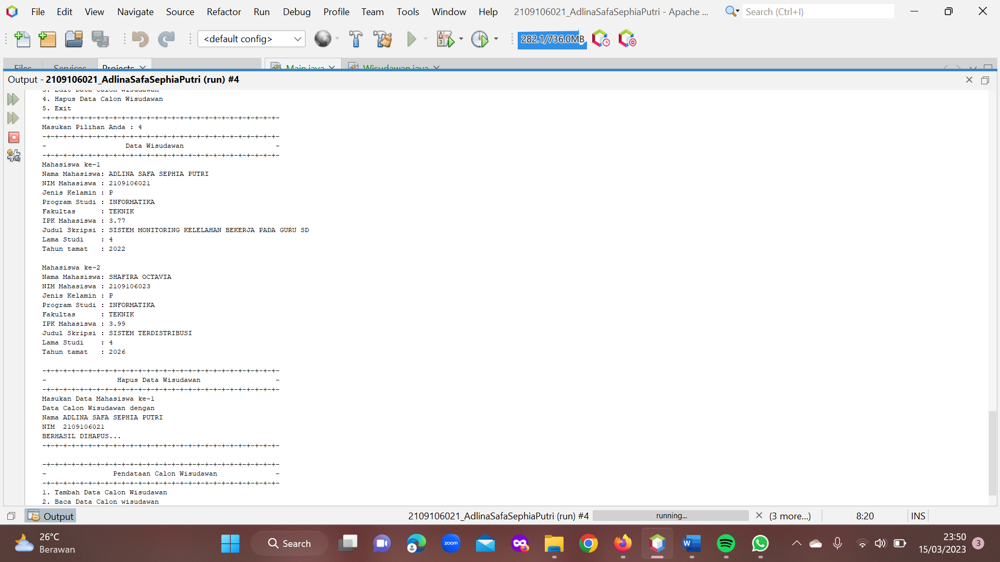 File Edit View Navigate Source Refactor Run Debug Profile Team Tools Window Help 2109106021_AdlinaSafaSephiaPutri - Apache ... Search (Ctrl+I)
<default config> 282.1/736.0MB
Files Services Projects Main.java Wisudawan.java
Output - 2109106021_AdlinaSafaSephiaPutri (run) #4
3. Edit Data Calon Wisudawan
4. Hapus Data Calon Wisudawan
5. Exit
-+-+-+-+-+-+-+-+-+-+-+-+-+-+-+-+-+-+-+-+-+-+-+-+-+-+-+-+-
Masukan Pilihan Anda : 4
-+-+-+-+-+-+-+-+-+-+-+-+-+-+-+-+-+-+-+-+-+-+-+-+-+-+-+-+-
- Data Wisudawan -
-+-+-+-+-+-+-+-+-+-+-+-+-+-+-+-+-+-+-+-+-+-+-+-+-+-+-+-+-
Mahasiswa ke-1
Nama Mahasiswa: ADLINA SAFA SEPHIA PUTRI
NIM Mahasiswa : 2109106021
Jenis Kelamin : P
Program Studi : INFORMATIKA
Fakultas : TEKNIK
IPK Mahasiswa : 3.77
Judul Skripsi : SISTEM MONITORING KELELAHAN BEKERJA PADA GURU SD
Lama Studi : 4
Tahun tamat : 2022
Mahasiswa ke-2
Nama Mahasiswa: SHAFIRA OCTAVIA
NIM Mahasiswa : 2109106023
Jenis Kelamin : P
Program Studi : INFORMATIKA
Fakultas : TEKNIK
IPK Mahasiswa : 3.99
Judul Skripsi : SISTEM TERDISTRIBUSI
Lama Studi : 4
Tahun tamat : 2026
-+-+-+-+-+-+-+-+-+-+-+-+-+-+-+-+-+-+-+-+-+-+-+-+-+-+-+-+-
- Hapus Data Wisudawan -
-+-+-+-+-+-+-+-+-+-+-+-+-+-+-+-+-+-+-+-+-+-+-+-+-+-+-+-+-
Masukan Data Mahasiswa ke-1
Data Calon Wisudawan dengan
Nama ADLINA SAFA SEPHIA PUTRI
NIM 2109106021
BERHASIL DIHAPUS...
-+-+-+-+-+-+-+-+-+-+-+-+-+-+-+-+-+-+-+-+-+-+-+-+-+-+-+-+-
-+-+-+-+-+-+-+-+-+-+-+-+-+-+-+-+-+-+-+-+-+-+-+-+-+-+-+-+-
- Pendataan Calon Wisudawan -
-+-+-+-+-+-+-+-+-+-+-+-+-+-+-+-+-+-+-+-+-+-+-+-+-+-+-+-+-
1. Tambah Data Calon Wisudawan
2. Baca Data Calon wisudawan
Output 2109106021_AdlinaSafaSephiaPutri (run) #4 running... (3 more...) 8:20 INS
26°C
Berawan
Search
zoom
23:50
15/03/2023
3